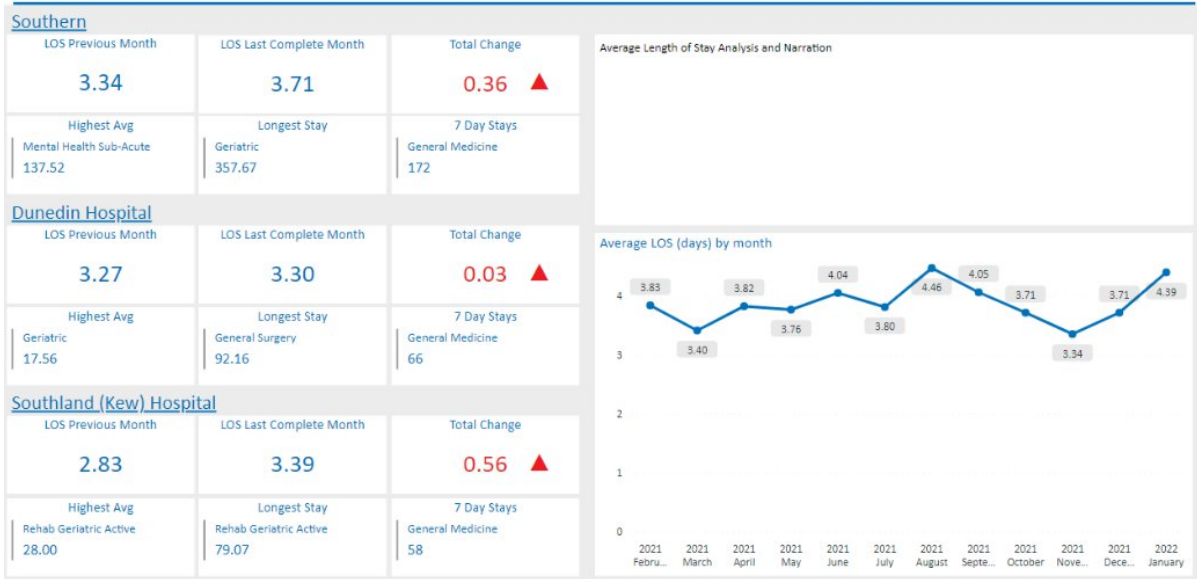 Southern
LOS Previous Month
3.34
LOS Last Complete Month
3.71
Total Change
0.36
Highest Avg
Mental Health Sub-Acute
137.52
Longest Stay
Geriatric
357.67
7 Day Stays
General Medicine
172
Dunedin Hospital
LOS Previous Month
3.27
LOS Last Complete Month
3.30
Total Change
0.03
Highest Avg
Geriatric
17.56
Longest Stay
General Surgery
92.16
7 Day Stays
General Medicine
66
Southland (Kew) Hospital
LOS Previous Month
2.83
LOS Last Complete Month
3.39
Total Change
0.56
Highest Avg
Rehab Geriatric Active
28.00
Longest Stay
Rehab Geriatric Active
79.07
7 Day Stays
General Medicine
58
Average Length of Stay Analysis and Narration
Average LOS (days) by month
4
3
2
1
0
3.83
3.40
3.82
3.76
4.04
3.80
4.46
4.05
3.71
3.34
3.71
4.39
2021 Febru...
2021 March
2021 April
2021 May
2021 June
2021 July
2021 August
2021 Septe...
2021 October
2021 Nove...
2021 Dece...
2022 January